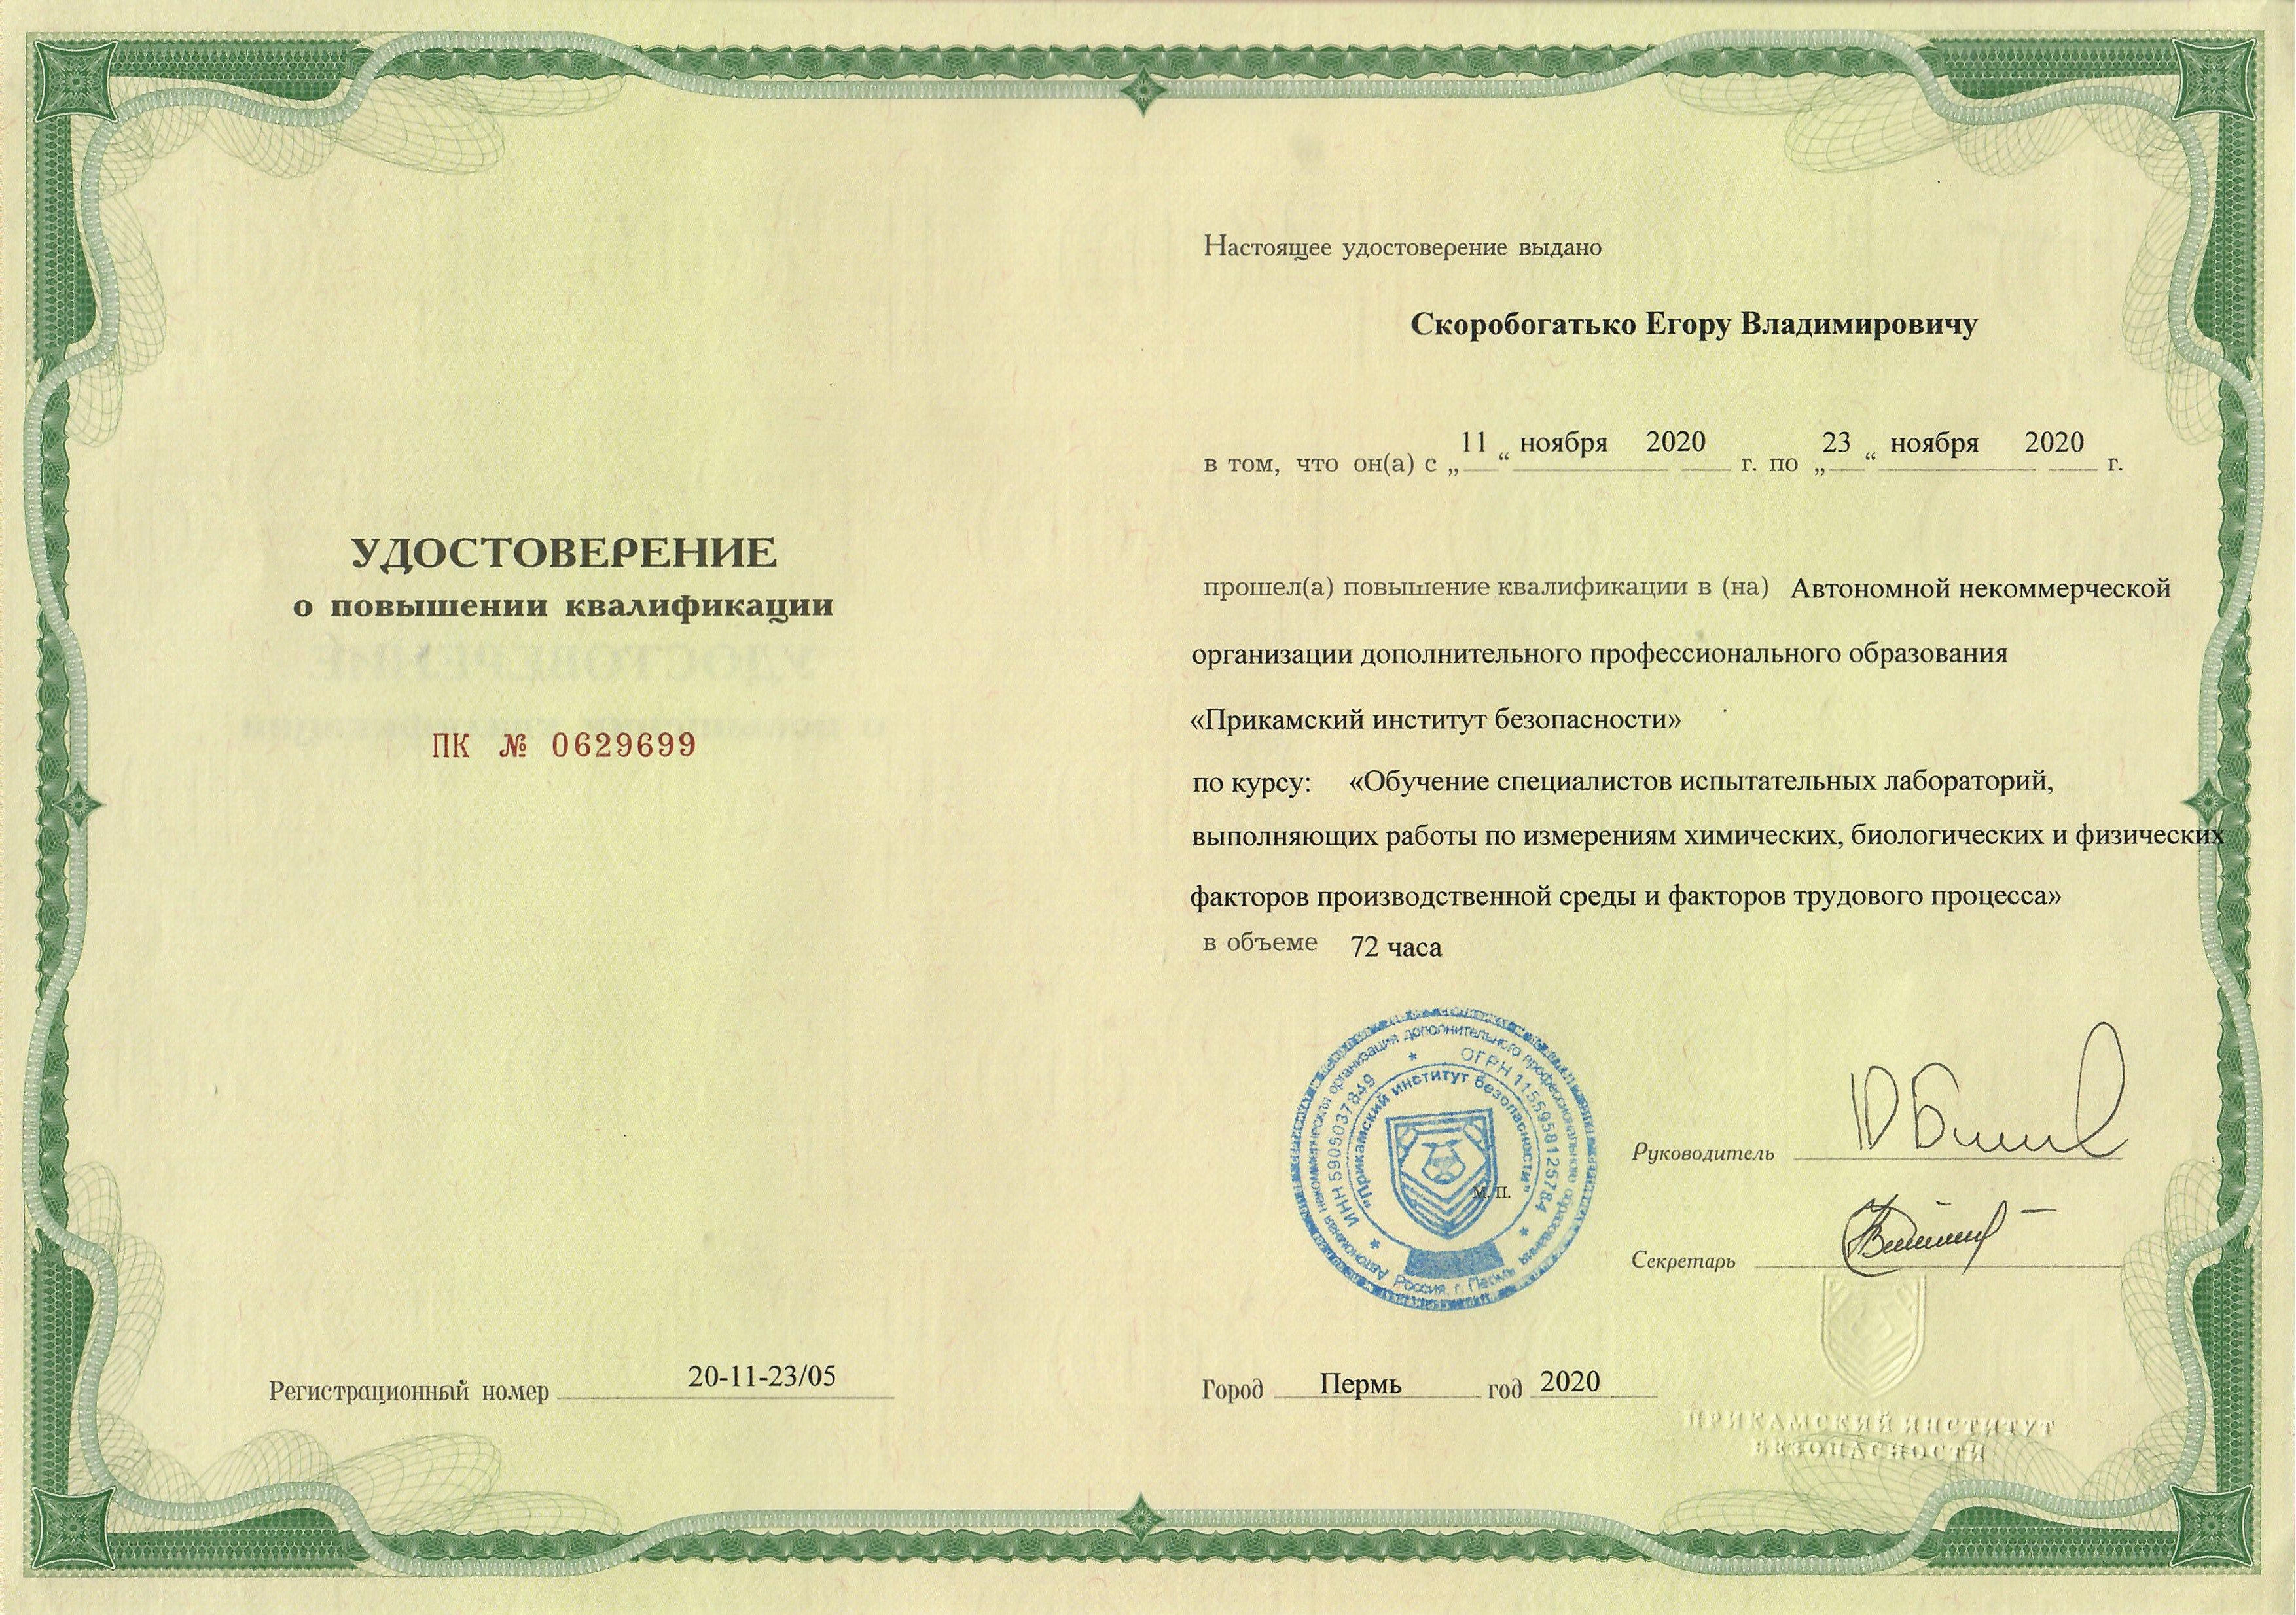 УДОСТОВЕРЕНИЕ
о повышении квалификации
ПК № 0629699
Регистрационный номер 20-11-23/05
Настоящее удостоверение выдано
Скоробогатько Егору Владимировичу
в том, что он(а) с „11“ ноября 2020 г. по „23“ ноября 2020 г.
прошел(а) повышение квалификации в (на) Автономной некоммерческой
организации дополнительного профессионального образования
«Прикамский институт безопасности»
по курсу: «Обучение специалистов испытательных лабораторий,
выполняющих работы по измерениям химических, биологических и физических
факторов производственной среды и факторов трудового процесса»
в объеме 72 часа
Автономная некоммерческая организация дополнительного профессионального образования
ИНН 5905037849 * ОГРН 1155958125784
"Прикамский институт безопасности"
Россия, г. Пермь
М. П.
Руководитель
Секретарь
Город Пермь год 2020
ПРИКАМСКИЙ ИНСТИТУТ
БЕЗОПАСНОСТИ